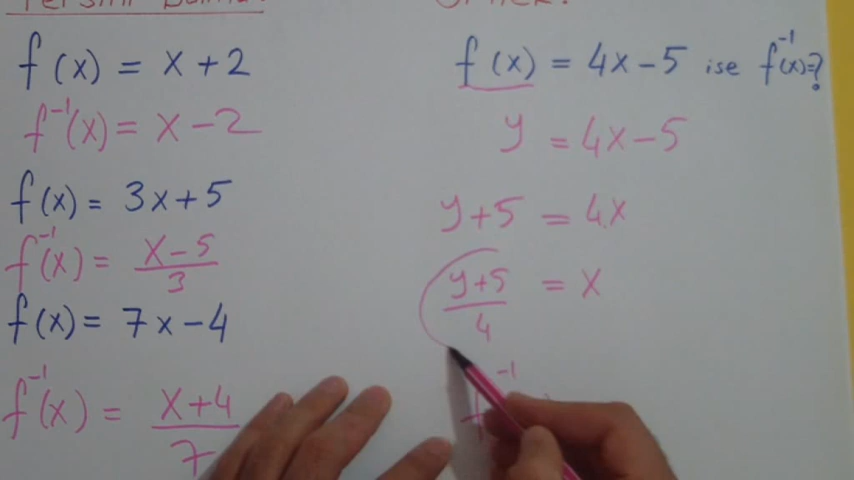 f(x) = x+2
f⁻¹(x) = x-2
f(x) = 3x+5
f⁻¹(x) = (x-5)/3
f(x) = 7x-4
f⁻¹(x) = (x+4)/7
f(x) = 4x-5 ise f⁻¹(x)=?
y = 4x-5
y+5 = 4x
(y+5)/4 = x